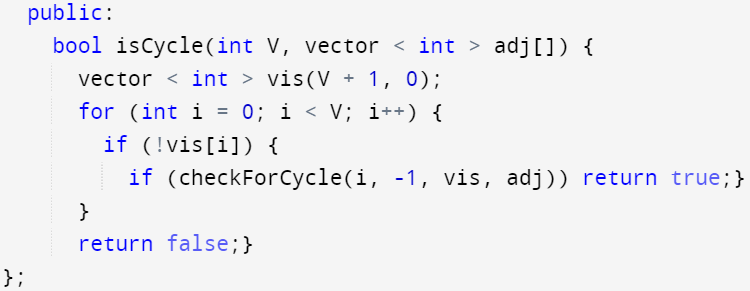 public:
bool isCycle(int V, vector < int > adj[]) {
vector < int > vis(V + 1, 0);
for (int i = 0; i < V; i++) {
if (!vis[i]) {
if (checkForCycle(i, -1, vis, adj)) return true;}
}
return false;}
};